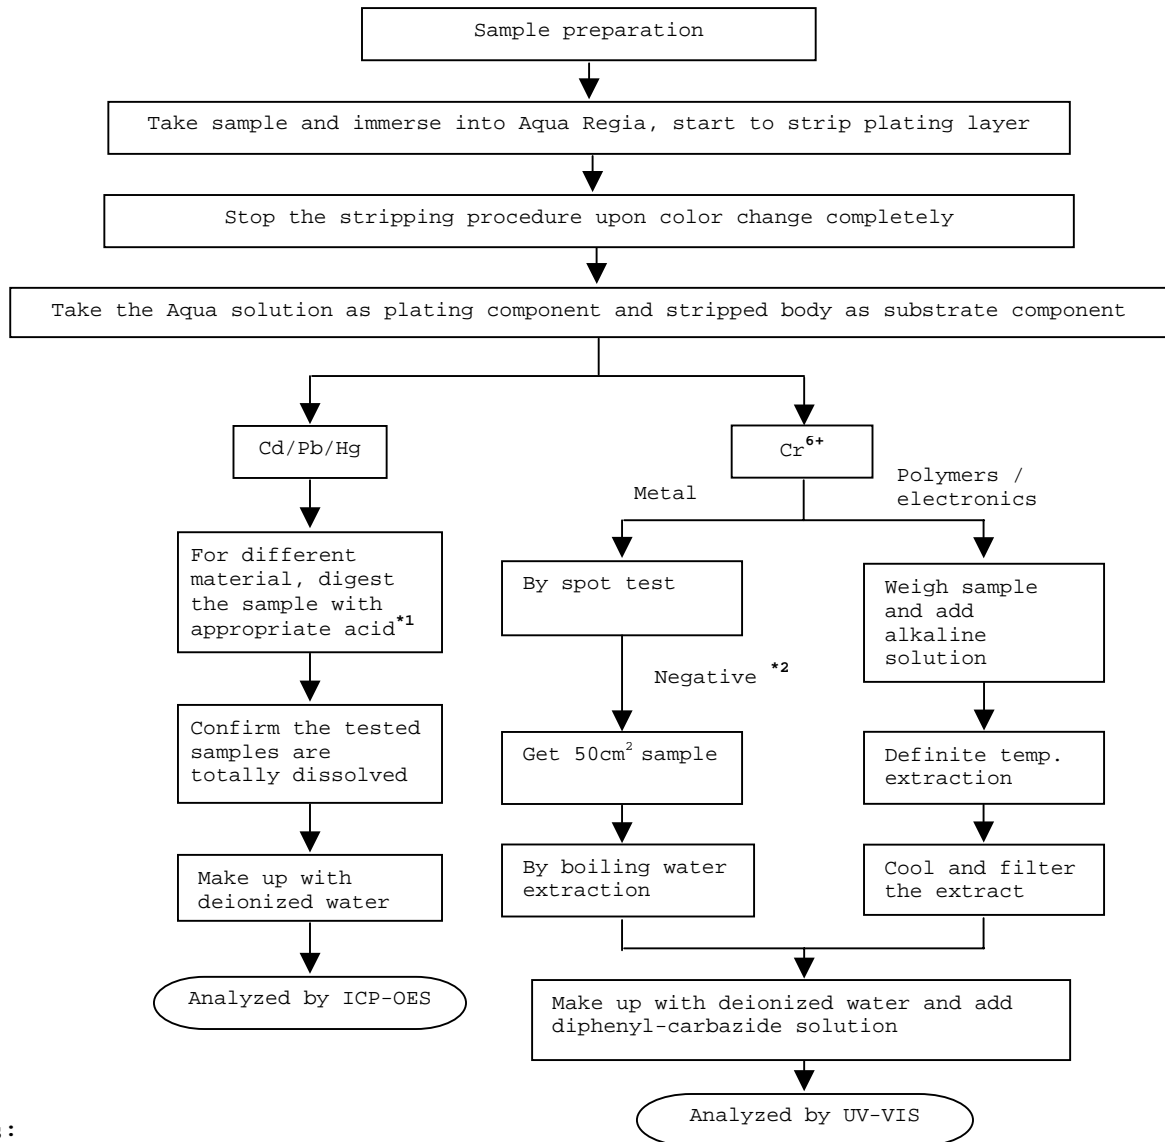 Sample preparation
Take sample and immerse into Aqua Regia, start to strip plating layer
Stop the stripping procedure upon color change completely
Take the Aqua solution as plating component and stripped body as substrate component
Cd/Pb/Hg
Cr6+
Metal
Polymers /
electronics
For different
material, digest
the sample with
appropriate acid*1
By spot test
Weigh sample
and add
alkaline
solution
Negative *2
Confirm the tested
samples are
totally dissolved
Get 50cm2 sample
Definite temp.
extraction
Make up with
deionized water
By boiling water
extraction
Cool and filter
the extract
Analyzed by ICP-OES
Make up with deionized water and add
diphenyl-carbazide solution
Analyzed by UV-VIS